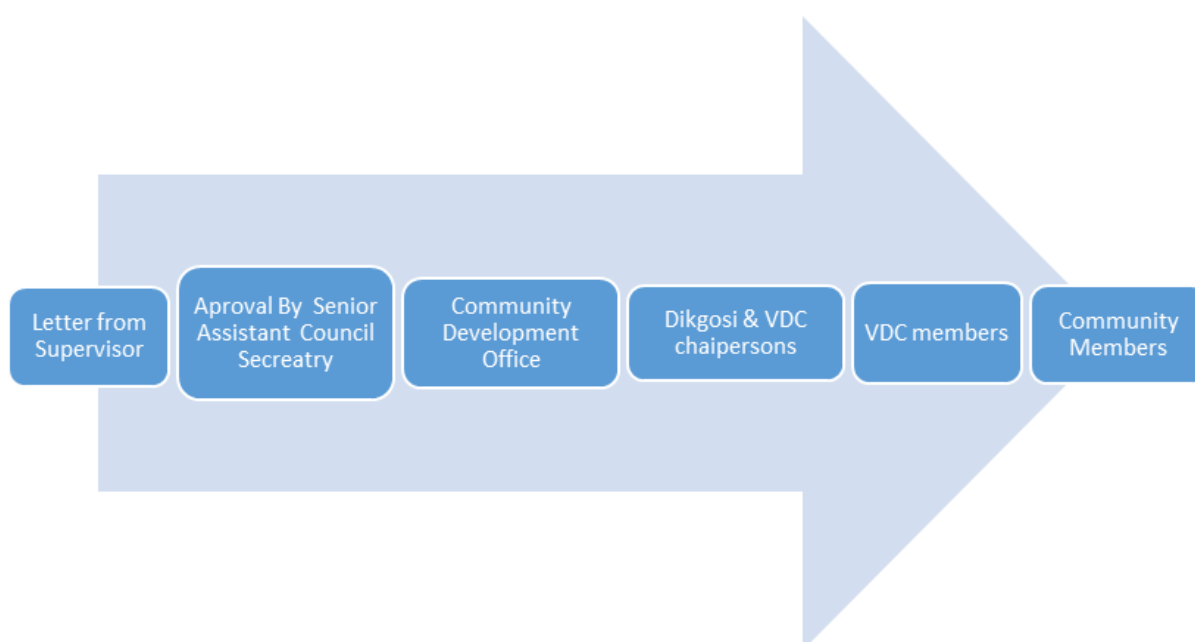 Letter from
Supervisor
Aproval By Senior
Assistant Council
Secreatry
Community
Development
Office
Dikgosi & VDC
chaipersons
VDC members
Community
Members